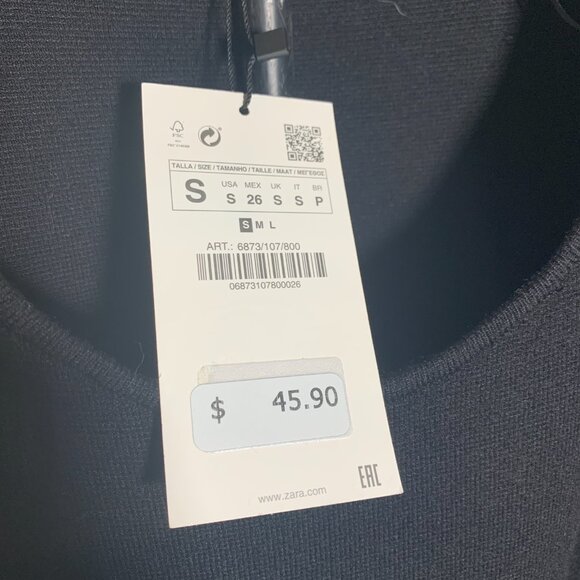 FSC
TALLA / SIZE / TAMANHO / TAILLE / MAAT / ΜΕΓΕΘΟΣ
S
USA MEX UK IT BR
S 26 S S P
S M L
ART.: 6873/107/800
06873107800026
$ 45.90
EAC
www.zara.com